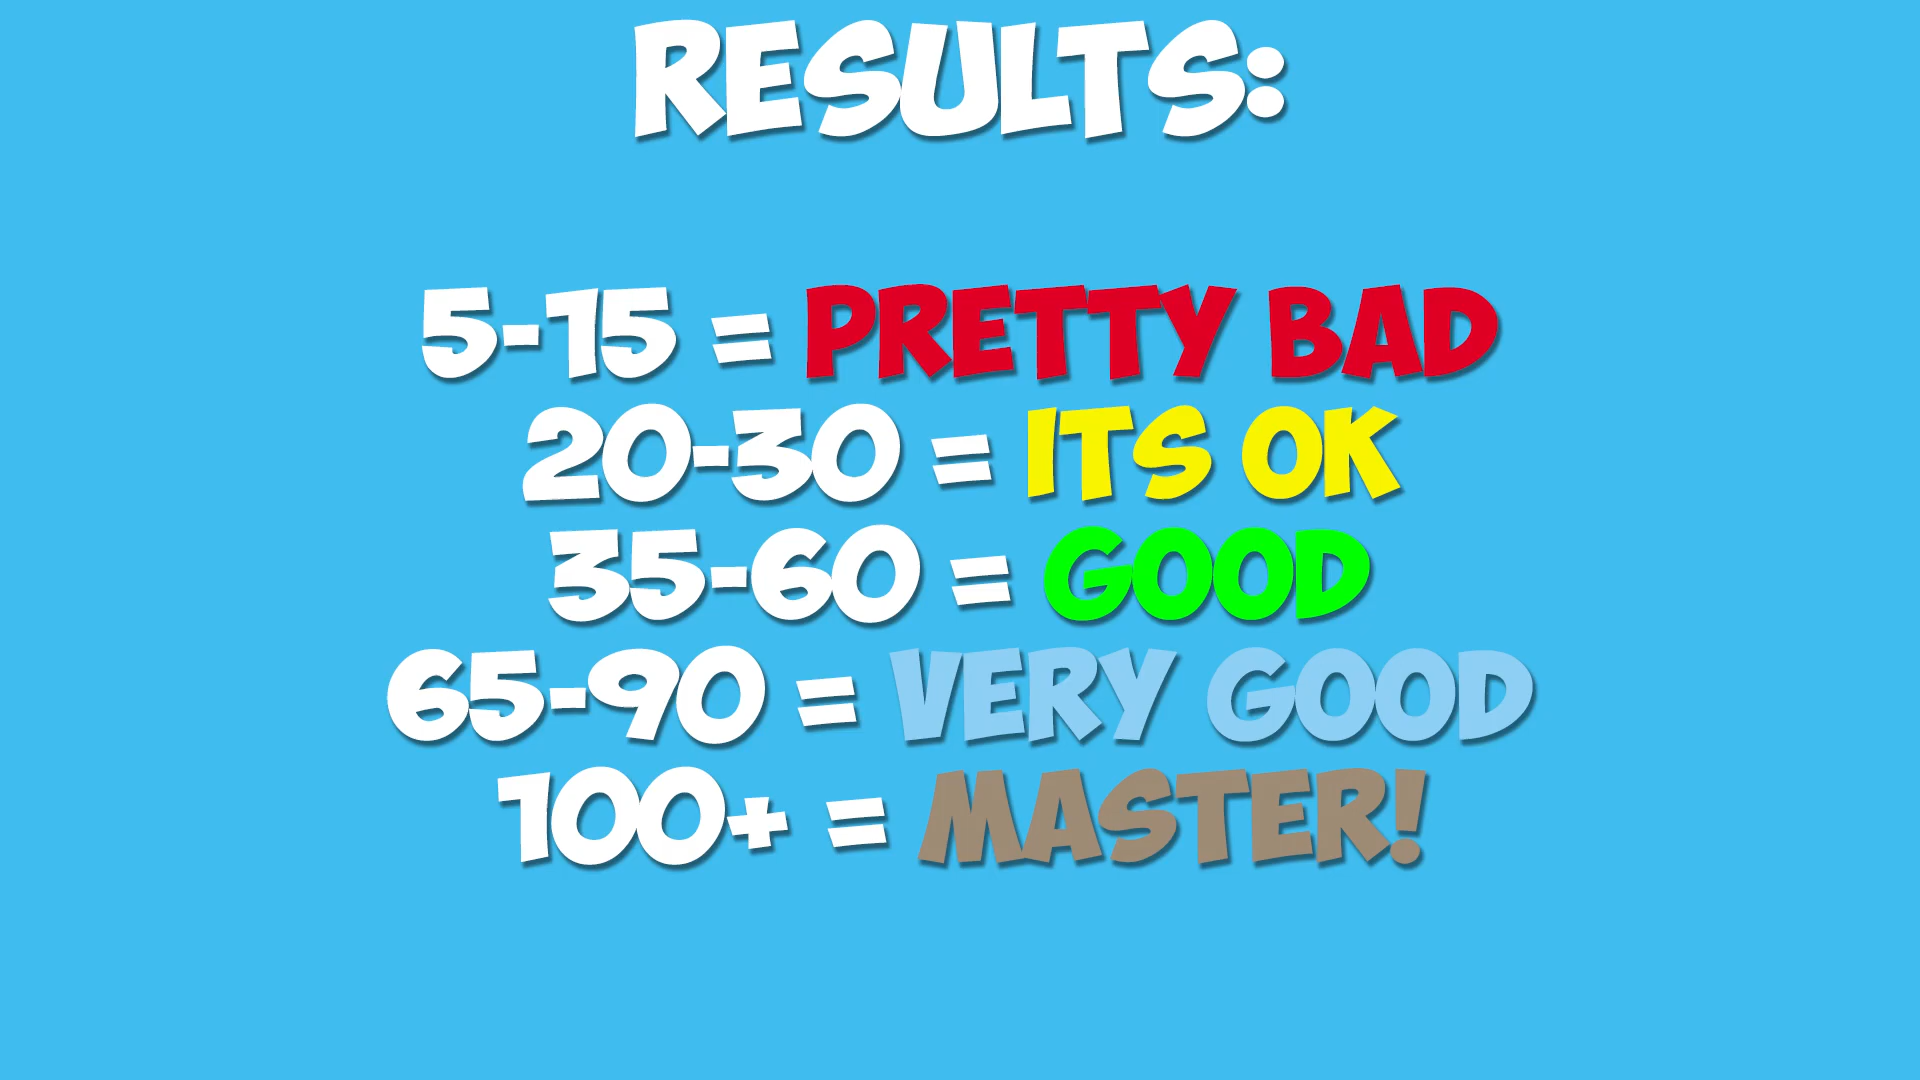 RESULTS:
5-15 = PRETTY BAD
20-30 = ITS OK
35-60 = GOOD
65-90 = VERY GOOD
100+ = MASTER!